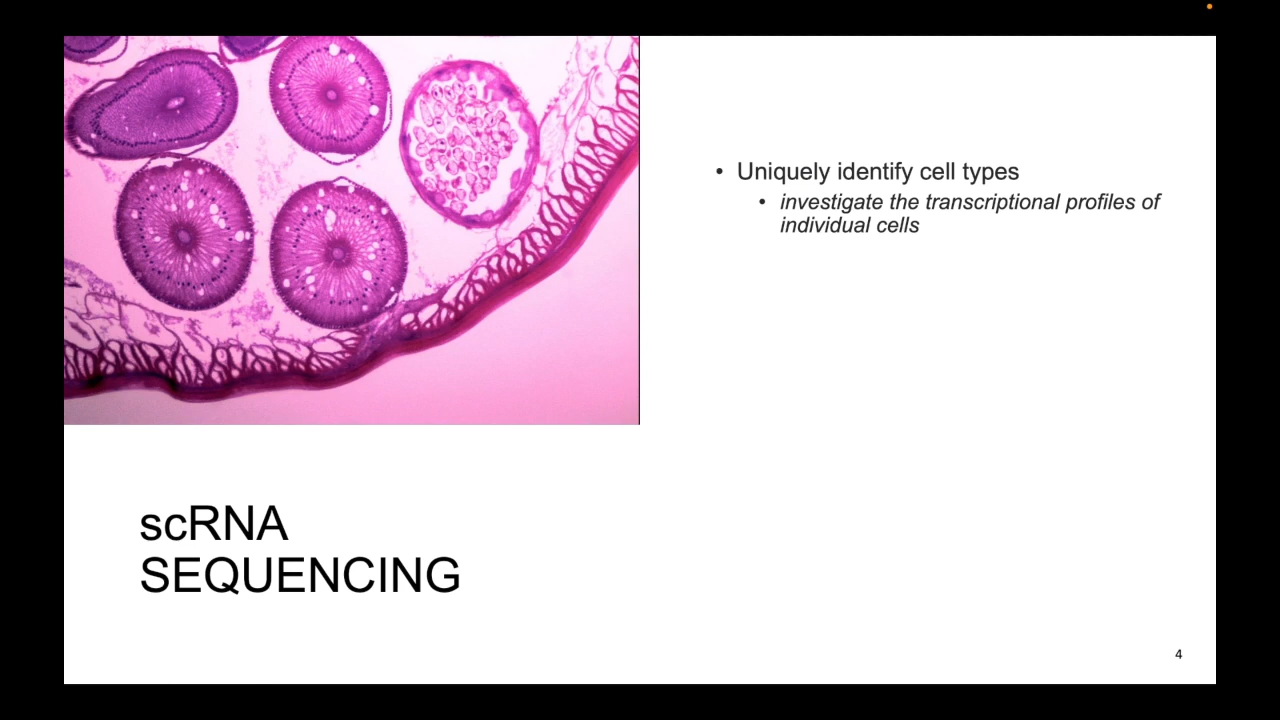 • Uniquely identify cell types
• investigate the transcriptional profiles of
individual cells
scRNA
SEQUENCING
4